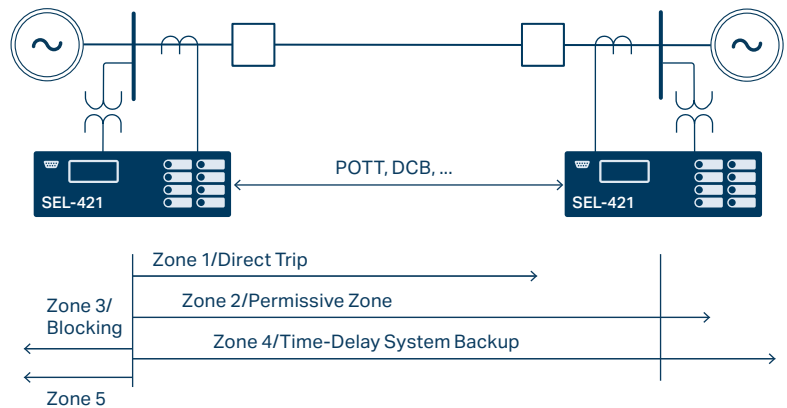 POTT, DCB, ...
SEL-421
SEL-421
Zone 1/Direct Trip
Zone 3/
Blocking
Zone 2/Permissive Zone
Zone 4/Time-Delay System Backup
Zone 5